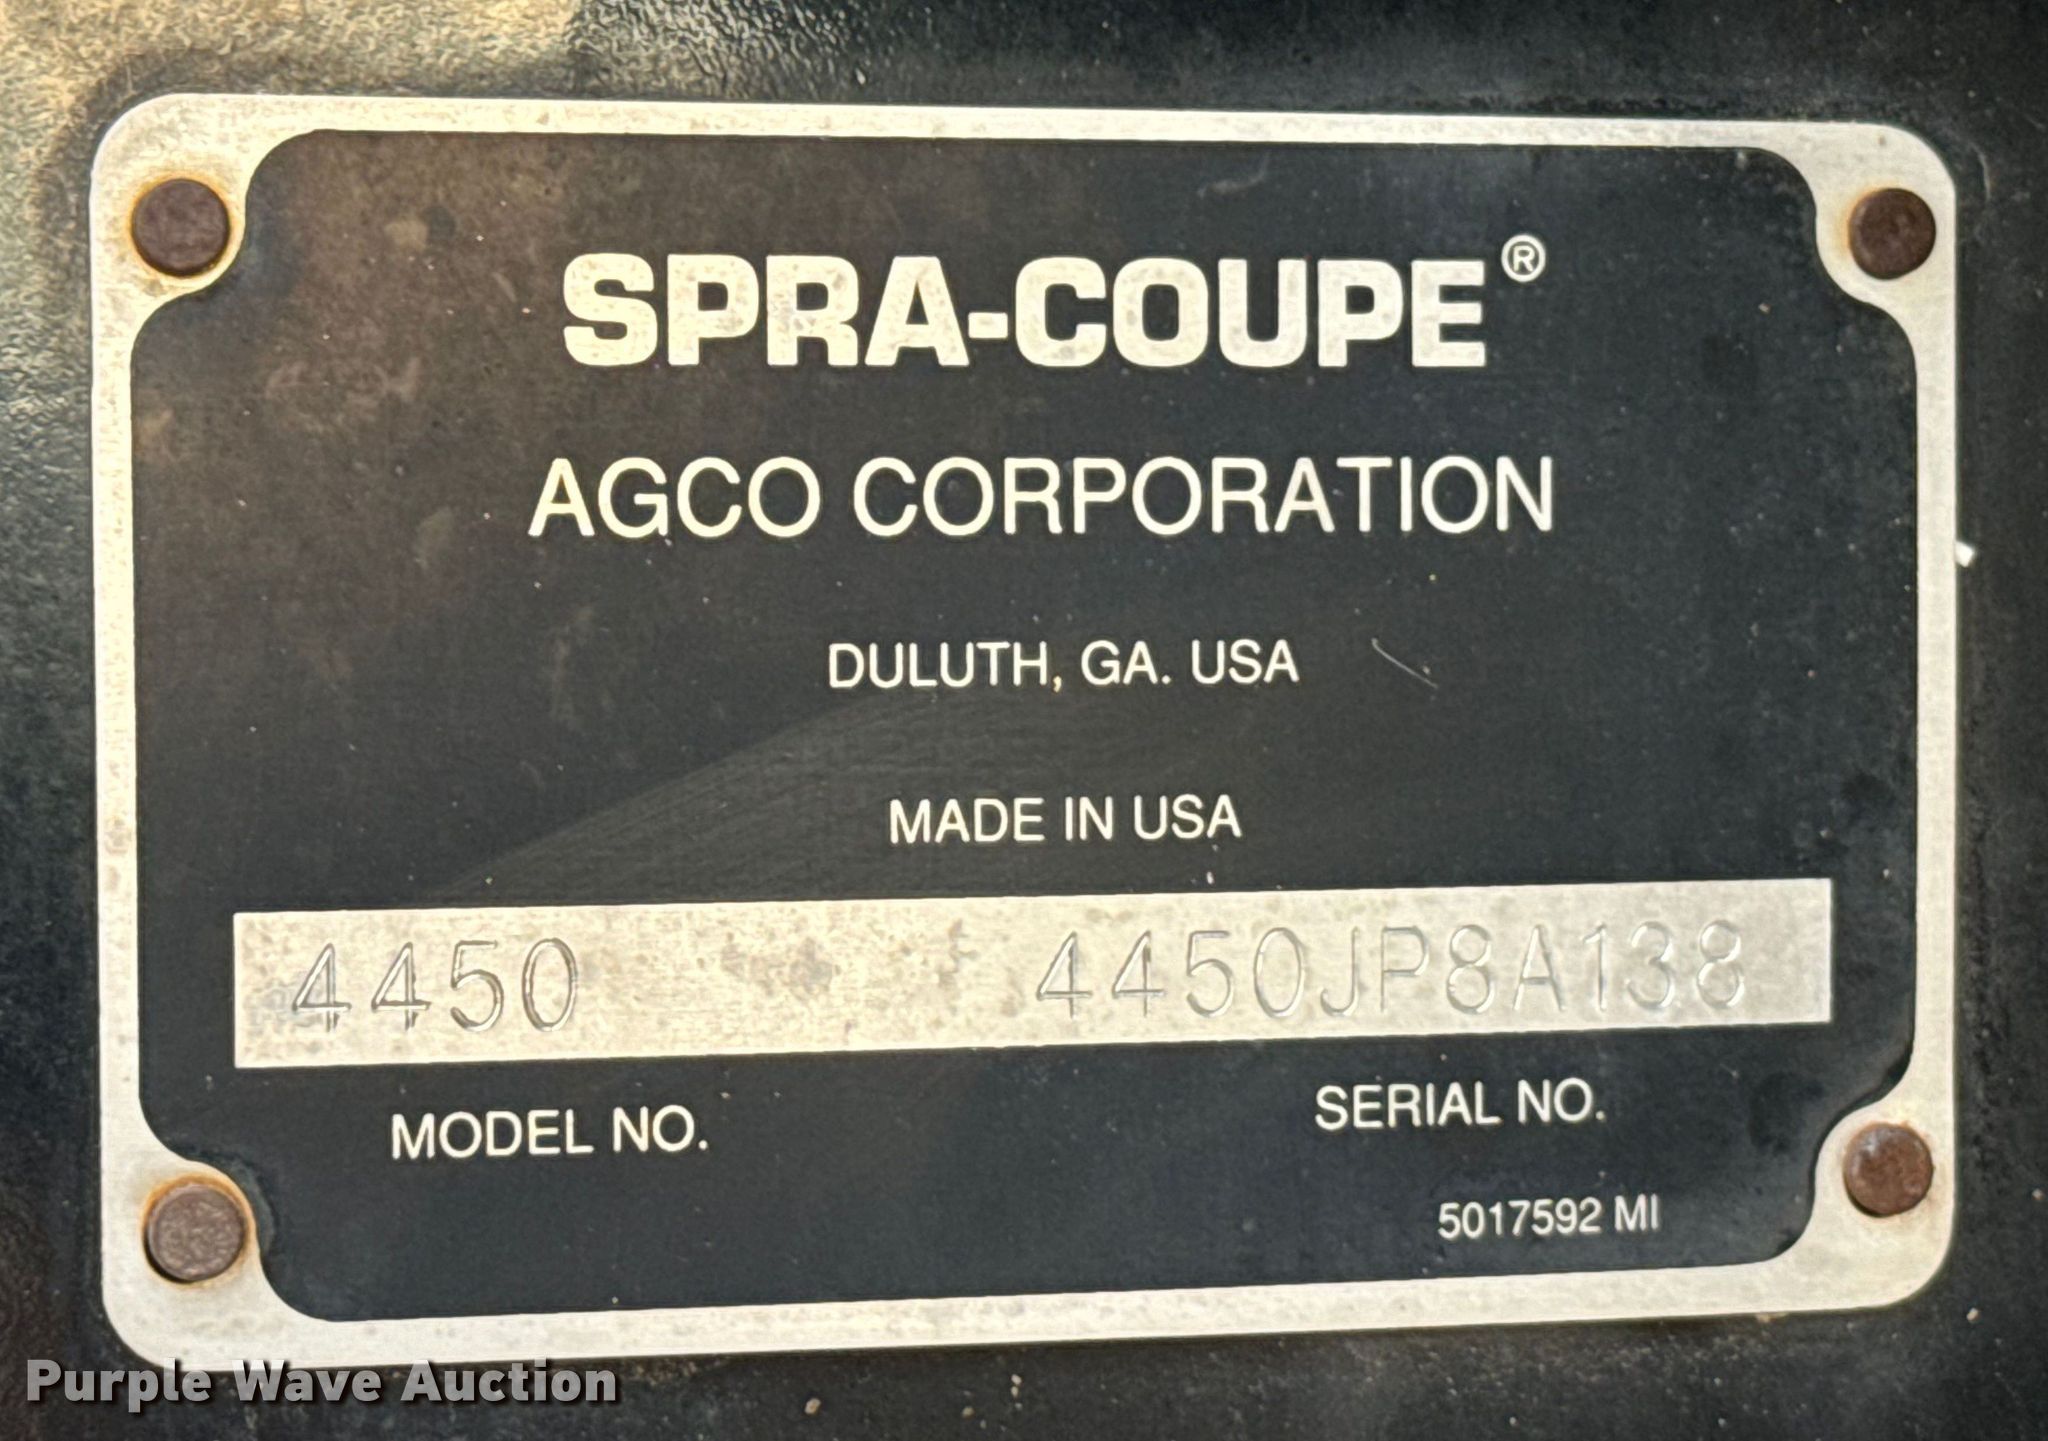 SPRA-COUPE®
AGCO CORPORATION
DULUTH, GA. USA
MADE IN USA
4450 4450JP8A138
MODEL NO. SERIAL NO.
5017592 MI
Purple Wave Auction